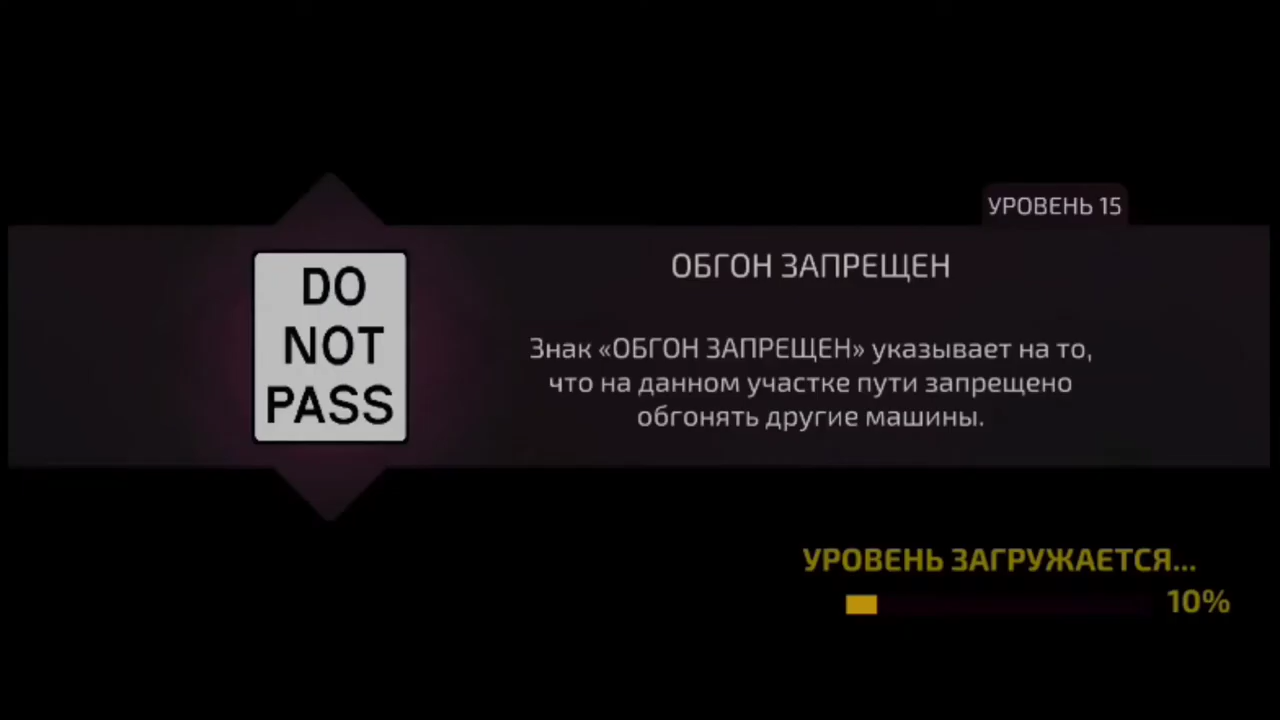 УРОВЕНЬ 15
DO
NOT
PASS
ОБГОН ЗАПРЕЩЕН
Знак «ОБГОН ЗАПРЕЩЕН» указывает на то,
что на данном участке пути запрещено
обгонять другие машины.
УРОВЕНЬ ЗАГРУЖАЕТСЯ...
10%